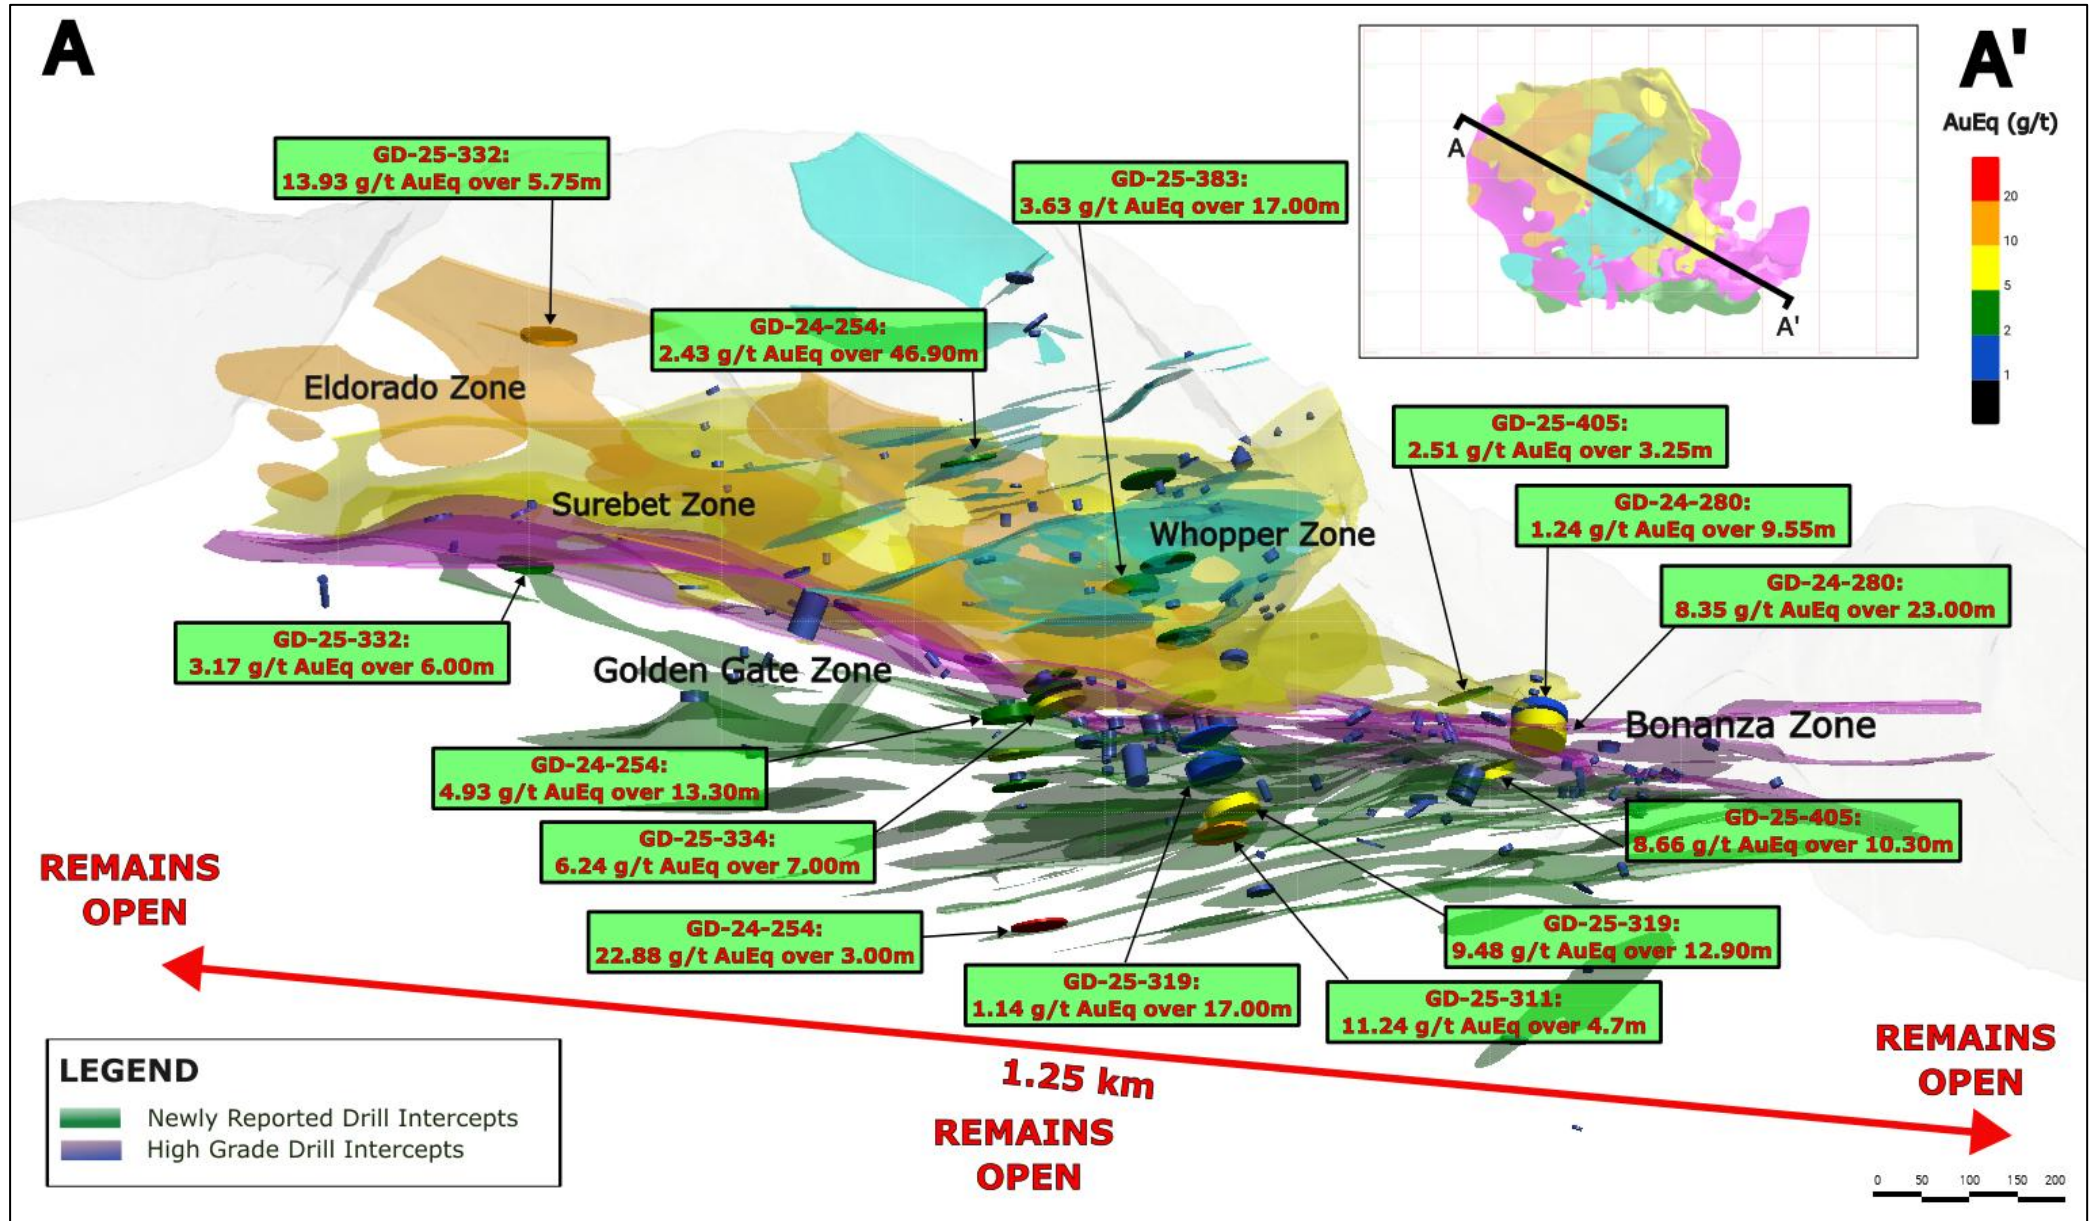 A
A'
AuEq (g/t)
20
10
5
2
1
A
A'
GD-25-332:
13.93 g/t AuEq over 5.75m
GD-25-383:
3.63 g/t AuEq over 17.00m
GD-24-254:
2.43 g/t AuEq over 46.90m
Eldorado Zone
GD-25-405:
2.51 g/t AuEq over 3.25m
Surebet Zone
GD-24-280:
1.24 g/t AuEq over 9.55m
Whopper Zone
GD-24-280:
8.35 g/t AuEq over 23.00m
GD-25-332:
3.17 g/t AuEq over 6.00m
Golden Gate Zone
Bonanza Zone
GD-24-254:
4.93 g/t AuEq over 13.30m
GD-25-405:
8.66 g/t AuEq over 10.30m
GD-25-334:
6.24 g/t AuEq over 7.00m
REMAINS
OPEN
GD-24-254:
22.88 g/t AuEq over 3.00m
GD-25-319:
9.48 g/t AuEq over 12.90m
GD-25-319:
1.14 g/t AuEq over 17.00m
GD-25-311:
11.24 g/t AuEq over 4.7m
1.25 km
REMAINS
OPEN
REMAINS
OPEN
LEGEND
Newly Reported Drill Intercepts
High Grade Drill Intercepts
0 50 100 150 200